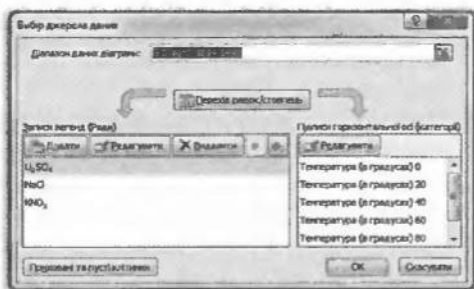 Вибір джерела даних
Діапазон даних діаграми:
Перехід рядок/стовпець
Записи легенди (Ряди)
Додати Редагувати Видалити
Li₂SO₄
NaCl
KNO₃
Підписи горизонтальної осі (категорії)
Редагувати
Температура (в градусах) 0
Температура (в градусах) 20
Температура (в градусах) 40
Температура (в градусах) 60
Температура (в градусах) 80
Приховані та пусті клітинки
OK Скасувати